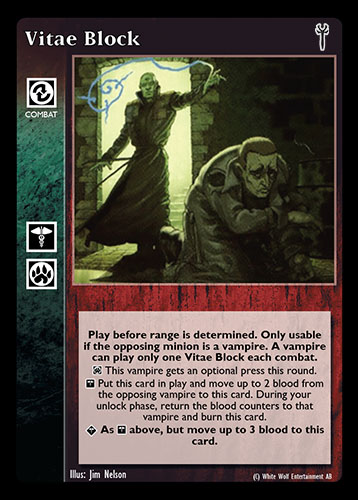 Vitae Block
COMBAT
Play before range is determined. Only usable
if the opposing minion is a vampire. A vampire
can play only one Vitae Block each combat.
This vampire gets an optional press this round.
Put this card in play and move up to 2 blood from
the opposing vampire to this card. During your
unlock phase, return the blood counters to that
vampire and burn this card.
As above, but move up to 3 blood to this
card.
Illus: Jim Nelson
(C) White Wolf Entertainment AB